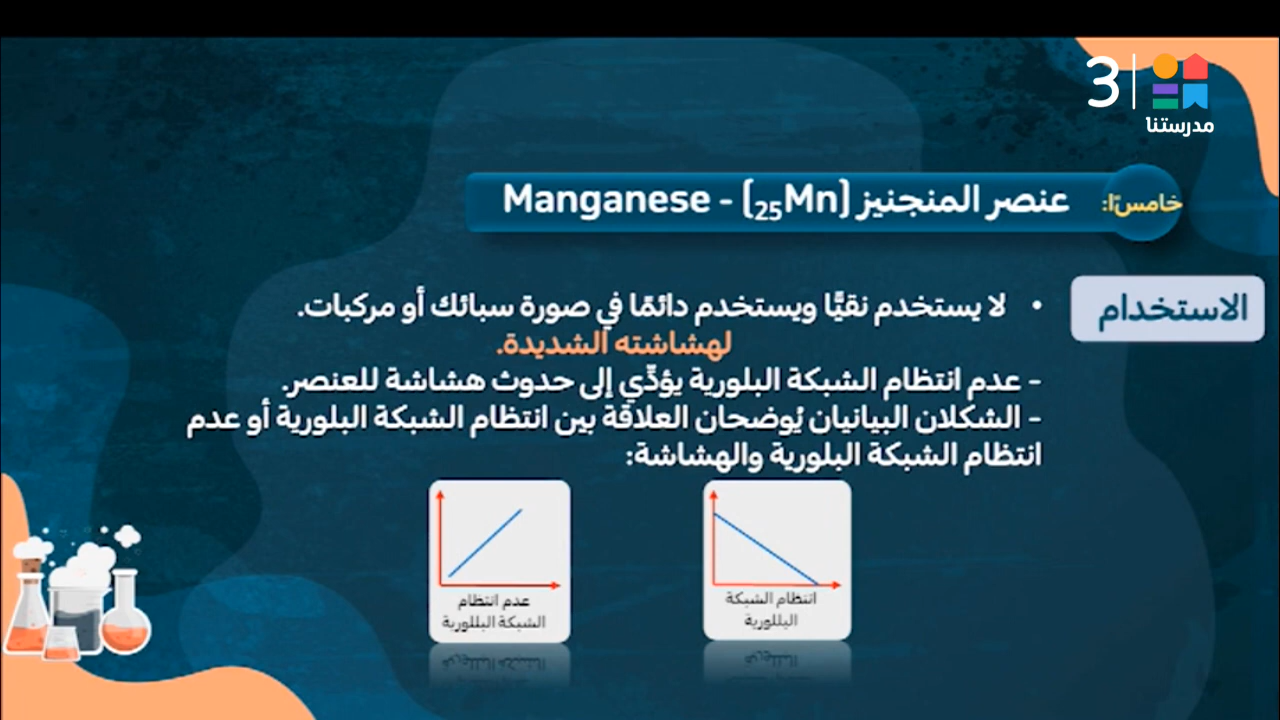 3
مدرستنا
خامسًا:
عنصر المنجنيز [₂₅Mn] - Manganese
الاستخدام
• لا يستخدم نقيًّا ويستخدم دائمًا في صورة سبائك أو مركبات.
لهشاشته الشديدة.
- عدم انتظام الشبكة البلورية يؤدِّي إلى حدوث هشاشة للعنصر.
- الشكلان البيانيان يُوضحان العلاقة بين انتظام الشبكة البلورية أو عدم
انتظام الشبكة البلورية والهشاشة:
انتظام الشبكة
البللورية
عدم انتظام
الشبكة البللورية